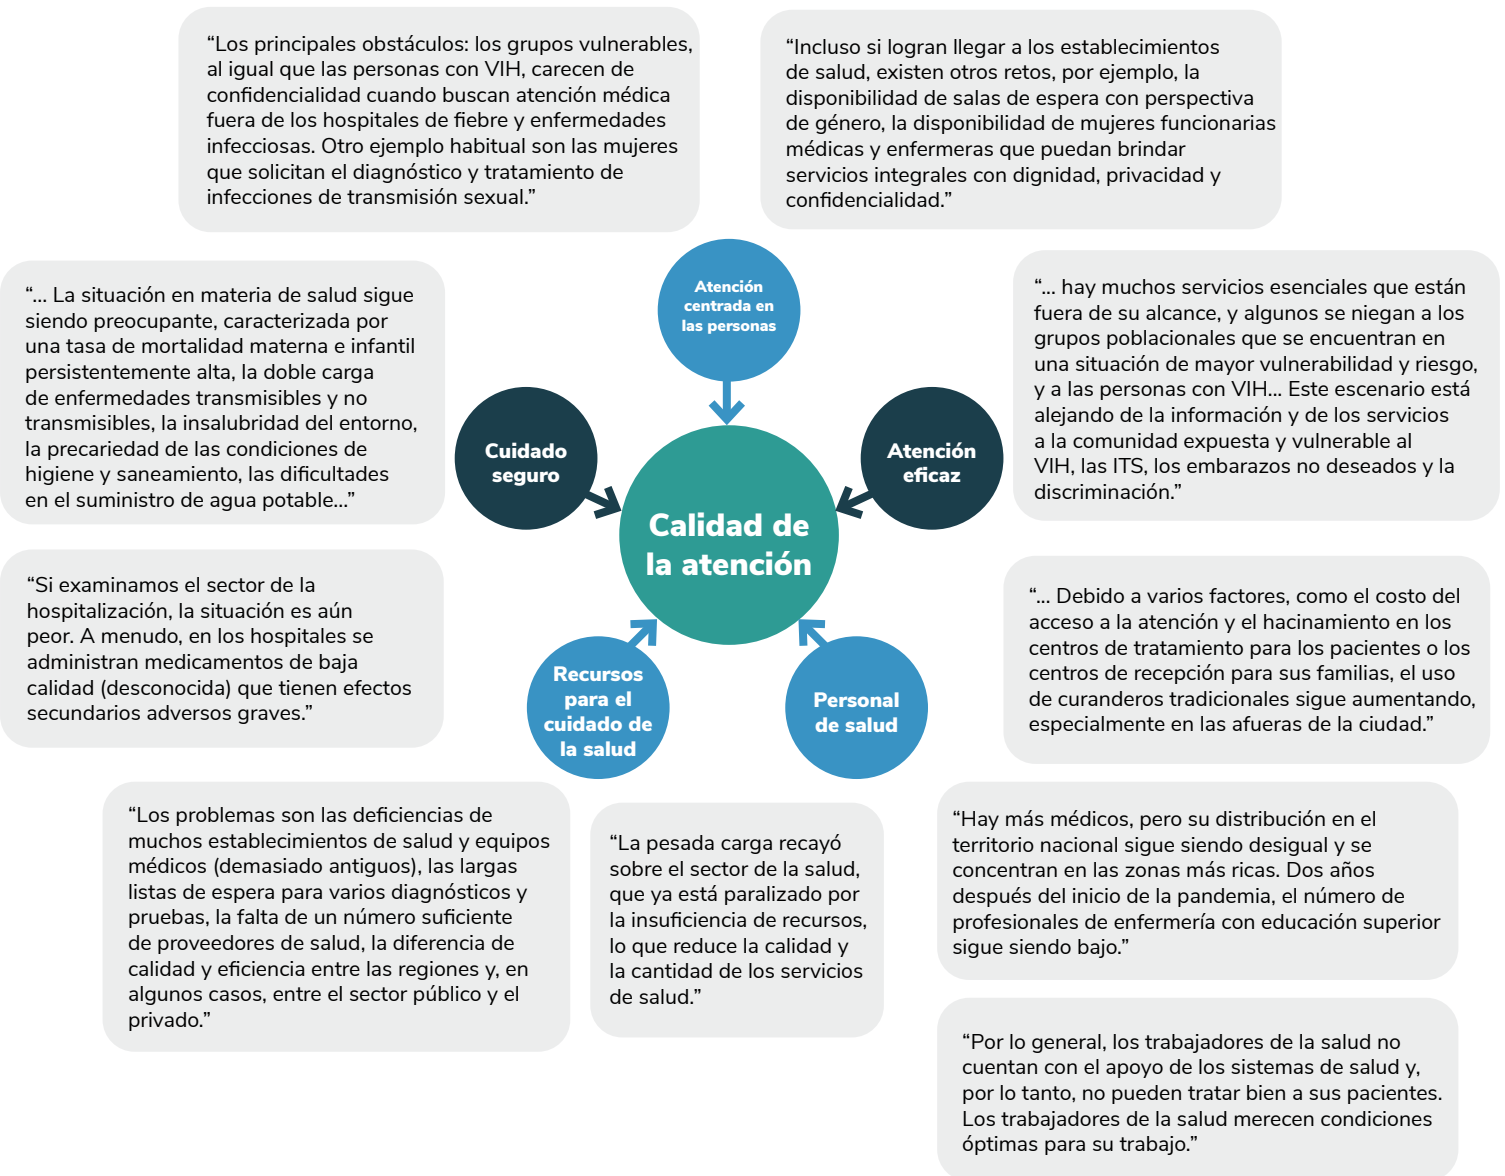 “Los principales obstáculos: los grupos vulnerables,
al igual que las personas con VIH, carecen de
confidencialidad cuando buscan atención médica
fuera de los hospitales de fiebre y enfermedades
infecciosas. Otro ejemplo habitual son las mujeres
que solicitan el diagnóstico y tratamiento de
infecciones de transmisión sexual.”
“Incluso si logran llegar a los establecimientos
de salud, existen otros retos, por ejemplo, la
disponibilidad de salas de espera con perspectiva
de género, la disponibilidad de mujeres funcionarias
médicas y enfermeras que puedan brindar
servicios integrales con dignidad, privacidad y
confidencialidad.”
“... La situación en materia de salud sigue
siendo preocupante, caracterizada por
una tasa de mortalidad materna e infantil
persistentemente alta, la doble carga
de enfermedades transmisibles y no
transmisibles, la insalubridad del entorno,
la precariedad de las condiciones de
higiene y saneamiento, las dificultades
en el suministro de agua potable...”
Atención
centrada en
las personas
“... hay muchos servicios esenciales que están
fuera de su alcance, y algunos se niegan a los
grupos poblacionales que se encuentran en
una situación de mayor vulnerabilidad y riesgo,
y a las personas con VIH... Este escenario está
alejando de la información y de los servicios
a la comunidad expuesta y vulnerable al
VIH, las ITS, los embarazos no deseados y la
discriminación.”
Cuidado
seguro
Atención
eficaz
Calidad de
la atención
“Si examinamos el sector de la
hospitalización, la situación es aún
peor. A menudo, en los hospitales se
administran medicamentos de baja
calidad (desconocida) que tienen efectos
secundarios adversos graves.”
Recursos
para el
cuidado de
la salud
Personal
de salud
“... Debido a varios factores, como el costo del
acceso a la atención y el hacinamiento en los
centros de tratamiento para los pacientes o los
centros de recepción para sus familias, el uso
de curanderos tradicionales sigue aumentando,
especialmente en las afueras de la ciudad.”
“Los problemas son las deficiencias de
muchos establecimientos de salud y equipos
médicos (demasiado antiguos), las largas
listas de espera para varios diagnósticos y
pruebas, la falta de un número suficiente
de proveedores de salud, la diferencia de
calidad y eficiencia entre las regiones y, en
algunos casos, entre el sector público y el
privado.”
“La pesada carga recayó
sobre el sector de la salud,
que ya está paralizado por
la insuficiencia de recursos,
lo que reduce la calidad y
la cantidad de los servicios
de salud.”
“Hay más médicos, pero su distribución en el
territorio nacional sigue siendo desigual y se
concentran en las zonas más ricas. Dos años
después del inicio de la pandemia, el número de
profesionales de enfermería con educación superior
sigue siendo bajo.”
“Por lo general, los trabajadores de la salud no
cuentan con el apoyo de los sistemas de salud y,
por lo tanto, no pueden tratar bien a sus pacientes.
Los trabajadores de la salud merecen condiciones
óptimas para su trabajo.”